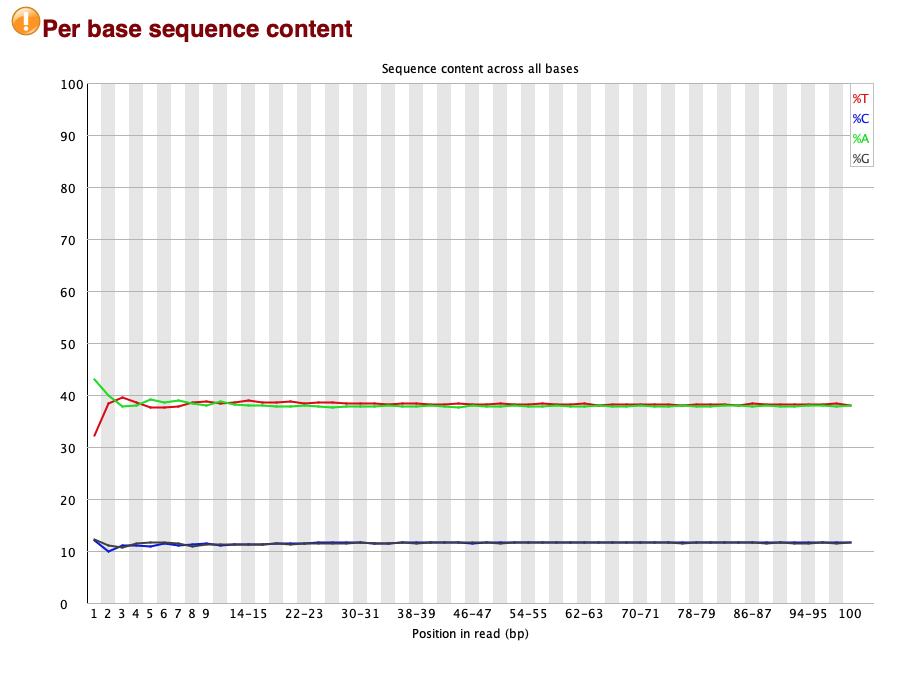 Per base sequence content
Sequence content across all bases
100
90
80
70
60
50
40
30
20
10
0
%T
%C
%A
%G
1 2 3 4 5 6 7 8 9 14-15 22-23 30-31 38-39 46-47 54-55 62-63 70-71 78-79 86-87 94-95 100
Position in read (bp)